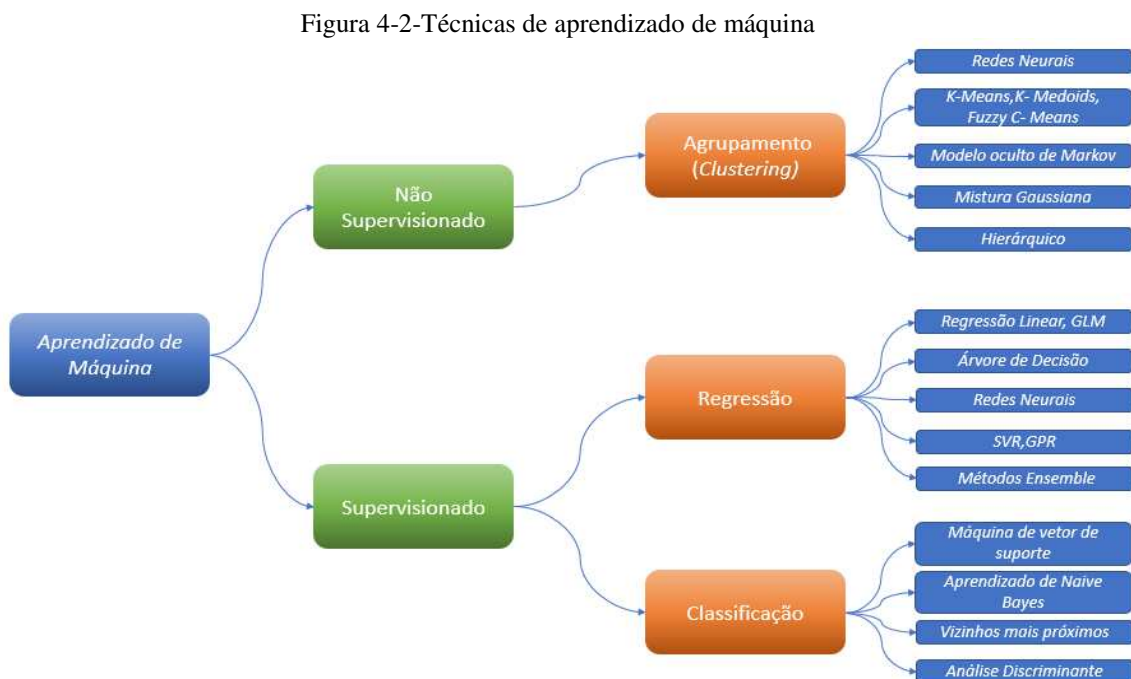 Figura 4-2-Técnicas de aprendizado de máquina
Aprendizado de
Máquina
Não
Supervisionado
Supervisionado
Agrupamento
(Clustering)
Regressão
Classificação
Redes Neurais
K-Means,K- Medoids,
Fuzzy C- Means
Modelo oculto de Markov
Mistura Gaussiana
Hierárquico
Regressão Linear, GLM
Árvore de Decisão
Redes Neurais
SVR,GPR
Métodos Ensemble
Máquina de vetor de
suporte
Aprendizado de Naive
Bayes
Vizinhos mais próximos
Análise Discriminante